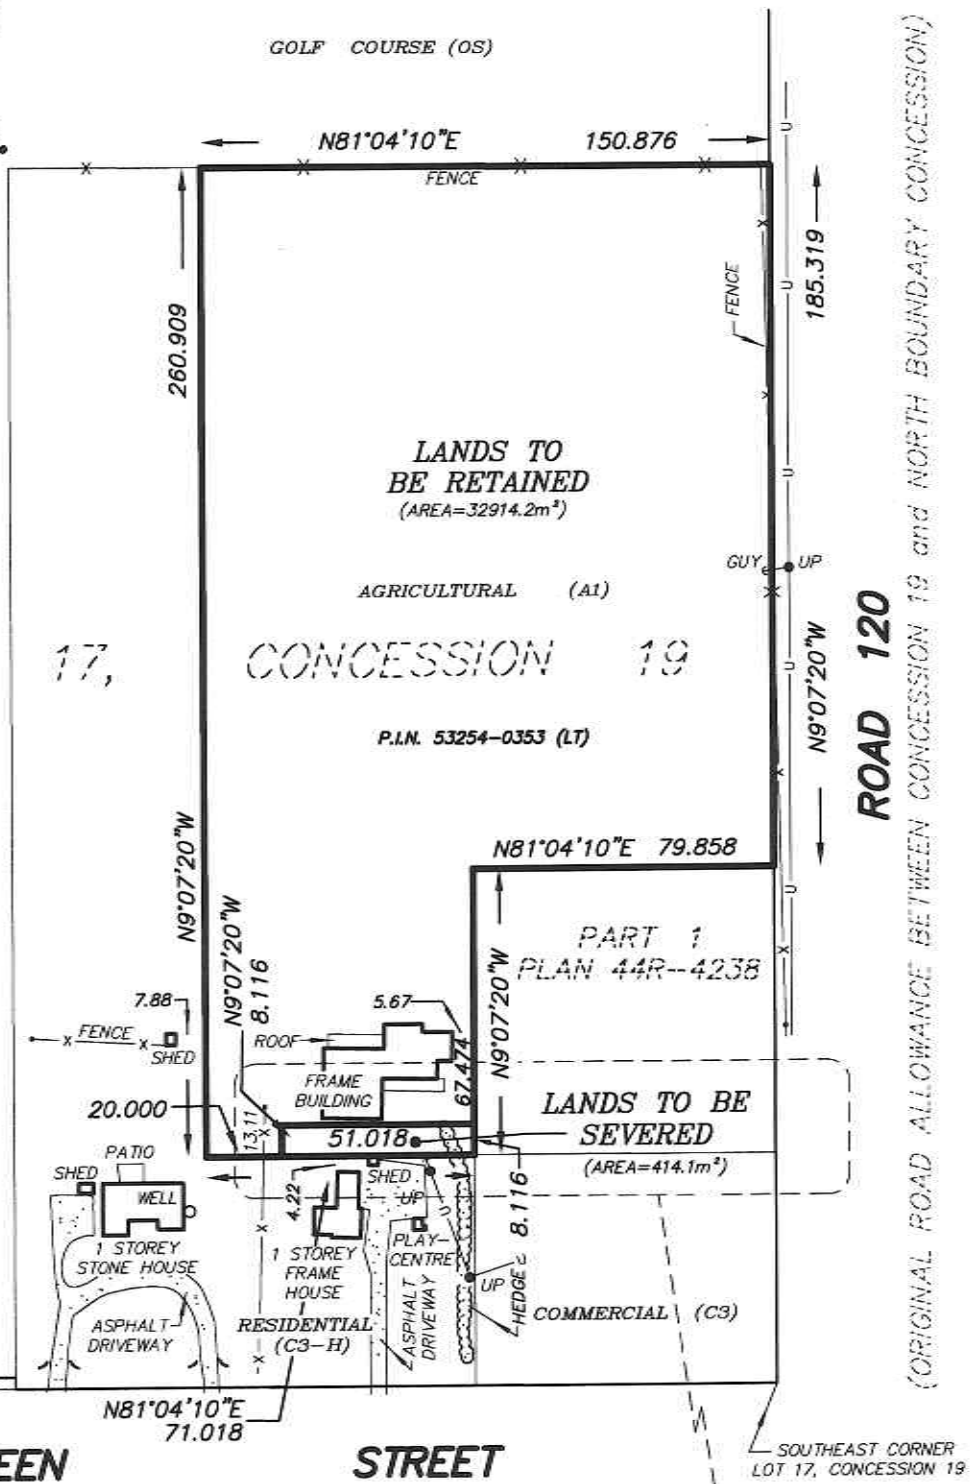 GOLF COURSE (OS)
N81°04'10"E 150.876
FENCE
260.909
185.319
FENCE
LANDS TO
BE RETAINED
(AREA=32914.2m²)
GUY
UP
AGRICULTURAL (A1)
17, CONCESSION 19
P.I.N. 53254-0353 (LT)
N9°07'20"W
ROAD 120
(ORIGINAL ROAD ALLOWANCE BETWEEN CONCESSION 19 and NORTH BOUNDARY CONCESSION)
N81°04'10"E 79.858
N9°07'20"W
N9°07'20"W
8.116
PART 1
PLAN 44R-4238
N9°07'20"W
67.474
7.88
5.67
FENCE
SHED
ROOF
FRAME
BUILDING
20.000
13.11
51.018
LANDS TO BE
SEVERED
(AREA=414.1m²)
PATIO
SHED
WELL
1 STOREY
STONE HOUSE
4.22
SHED
UP
8.116
PLAY-
CENTRE
1 STOREY
FRAME
HOUSE
UP
HEDGE
COMMERCIAL (C3)
ASPHALT
DRIVEWAY
RESIDENTIAL
(C3-H)
ASPHALT
DRIVEWAY
N81°04'10"E
71.018
EEN STREET
SOUTHEAST CORNER
LOT 17, CONCESSION 19